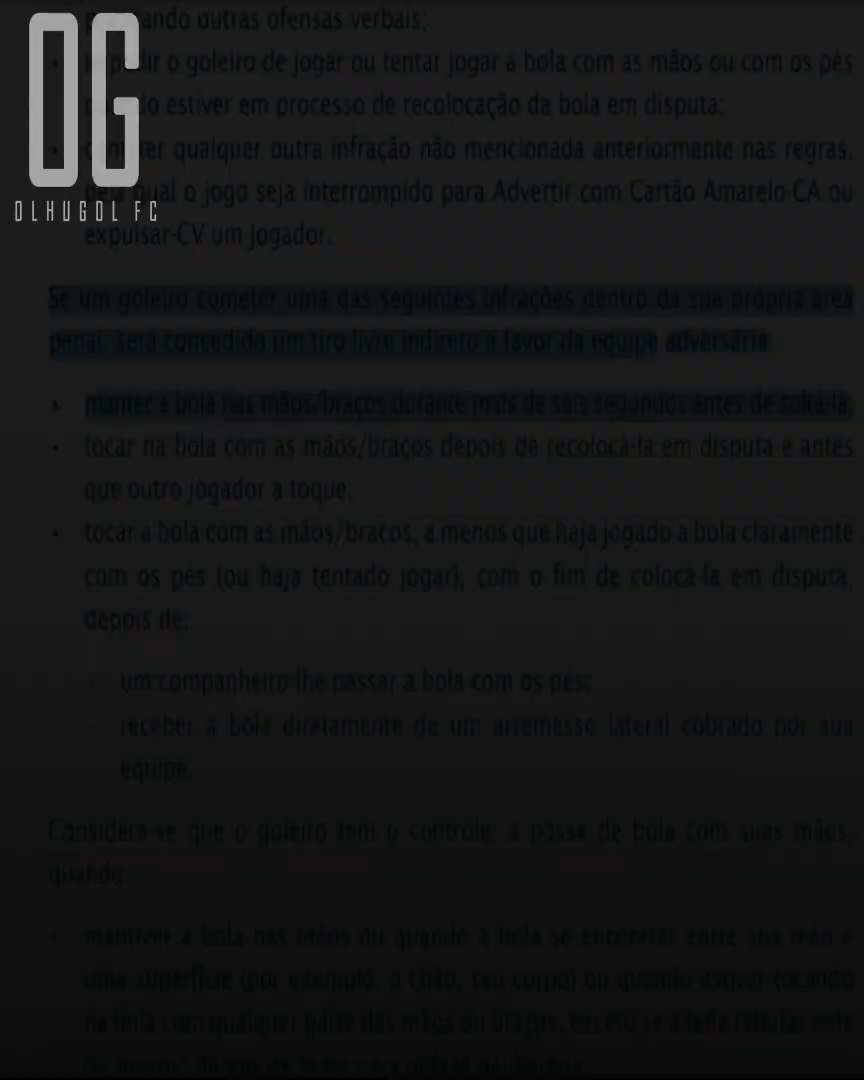 OG
OLHUGOL FC
outras ofensas verbais;
o goleiro de jogar ou tentar jogar a bola com as mãos ou com os pés
estiver em processo de recolocação da bola em disputa;
qualquer outra infração não mencionada anteriormente nas regras,
qual o jogo seja interrompido para Advertir com Cartão Amarelo-CA ou
expulsar-CV um jogador.
Se um goleiro cometer uma das seguintes infrações dentro da sua própria área
penal, será concedido um tiro livre indireto a favor da equipe adversária
• manter a bola nas mãos/braços durante mais de seis segundos antes de soltá-la
• tocar na bola com as mãos/braços depois de recolocá-la em disputa e antes
que outro jogador a toque;
• tocar a bola com as mãos/braços, a menos que haja jogado a bola claramente
com os pés (ou haja tentado jogar), com o fim de colocá-la em disputa,
depois de:
um companheiro lhe passar a bola com os pés;
receber a bola diretamente de um arremesso lateral cobrado por sua
equipe.
Considera-se que o goleiro tem o controle, a posse de bola com suas mãos,
quando:
• mantiver a bola nas mãos ou quando a bola se encontrar entre sua mão e
uma superfície (por exemplo, o chão, seu corpo) ou quando estiver tocando
na bola com qualquer parte das mãos ou braços, exceto se a bola